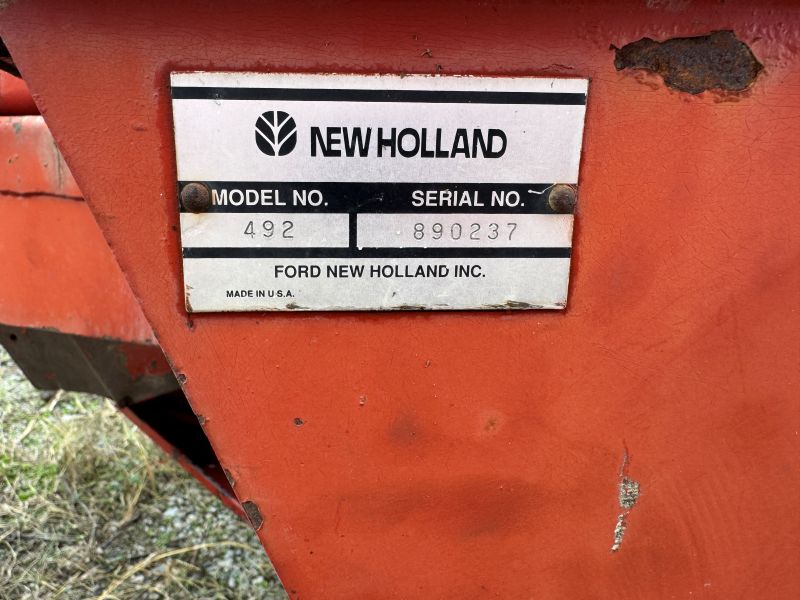 NEW HOLLAND
MODEL NO. SERIAL NO.
492 890237
FORD NEW HOLLAND INC.
MADE IN U.S.A.